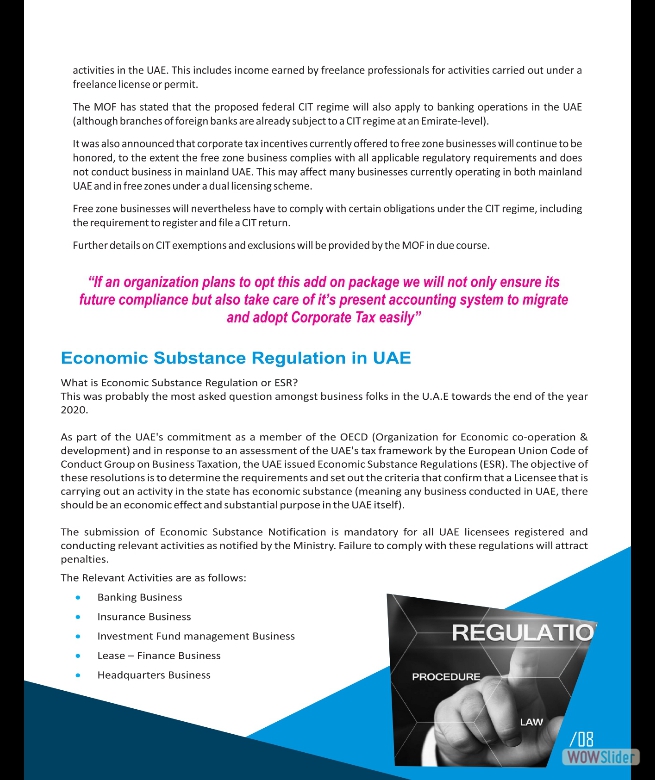 activities in the UAE. This includes income earned by freelance professionals for activities carried out under a
freelance license or permit.
The MOF has stated that the proposed federal CIT regime will also apply to banking operations in the UAE
(although branches of foreign banks are already subject to a CIT regime at an Emirate-level).
It was also announced that corporate tax incentives currently offered to free zone businesses will continue to be
honored, to the extent the free zone business complies with all applicable regulatory requirements and does
not conduct business in mainland UAE. This may affect many businesses currently operating in both mainland
UAE and in free zones under a dual licensing scheme.
Free zone businesses will nevertheless have to comply with certain obligations under the CIT regime, including
the requirement to register and file a CIT return.
Further details on CIT exemptions and exclusions will be provided by the MOF in due course.
“If an organization plans to opt this add on package we will not only ensure its
future compliance but also take care of it's present accounting system to migrate
and adopt Corporate Tax easily”
Economic Substance Regulation in UAE
What is Economic Substance Regulation or ESR?
This was probably the most asked question amongst business folks in the U.A.E towards the end of the year
2020.
As part of the UAE's commitment as a member of the OECD (Organization for Economic co-operation &
development) and in response to an assessment of the UAE's tax framework by the European Union Code of
Conduct Group on Business Taxation, the UAE issued Economic Substance Regulations (ESR). The objective of
these resolutions is to determine the requirements and set out the criteria that confirm that a Licensee that is
carrying out an activity in the state has economic substance (meaning any business conducted in UAE, there
should be an economic effect and substantial purpose in the UAE itself).
The submission of Economic Substance Notification is mandatory for all UAE licensees registered and
conducting relevant activities as notified by the Ministry. Failure to comply with these regulations will attract
penalties.
The Relevant Activities are as follows:
• Banking Business
• Insurance Business
• Investment Fund management Business
• Lease – Finance Business
• Headquarters Business
REGULATIO
PROCEDURE
LAW
/08
WOWSlider